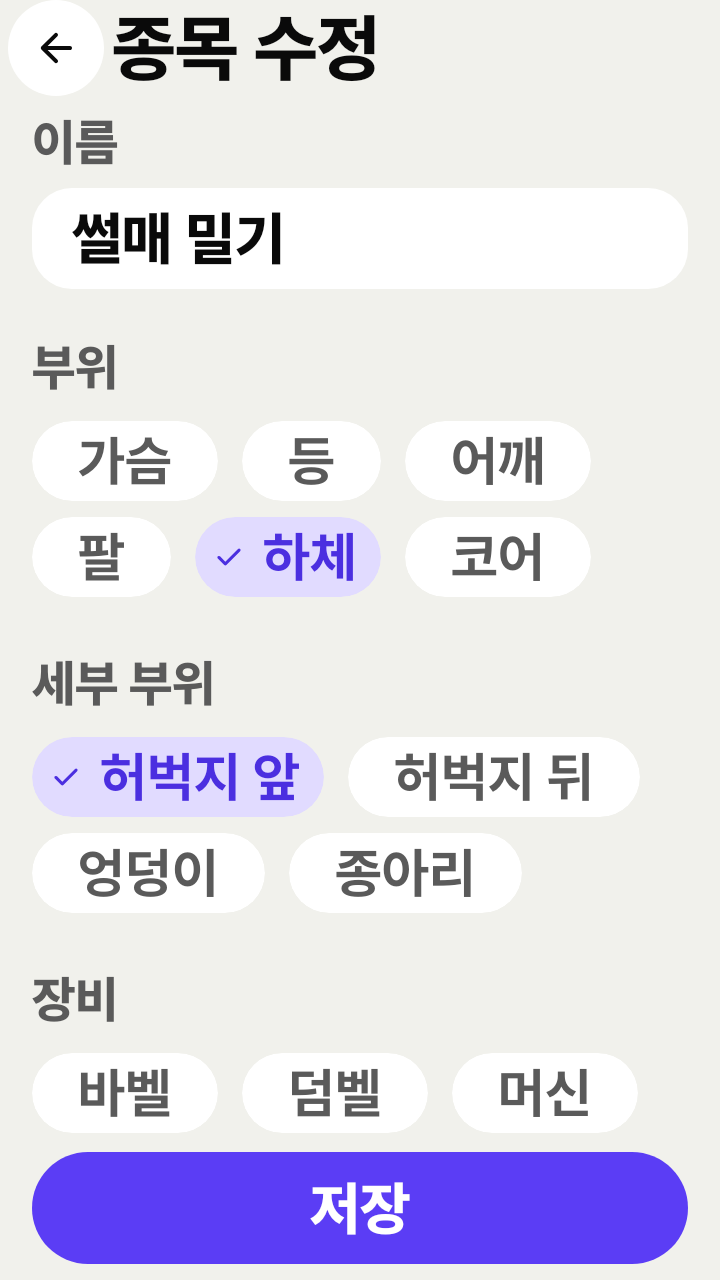 종목 수정
이름
썰매 밀기
부위
가슴 등 어깨
팔 하체 코어
세부 부위
허벅지 앞 허벅지 뒤
엉덩이 종아리
장비
바벨 덤벨 머신
저장